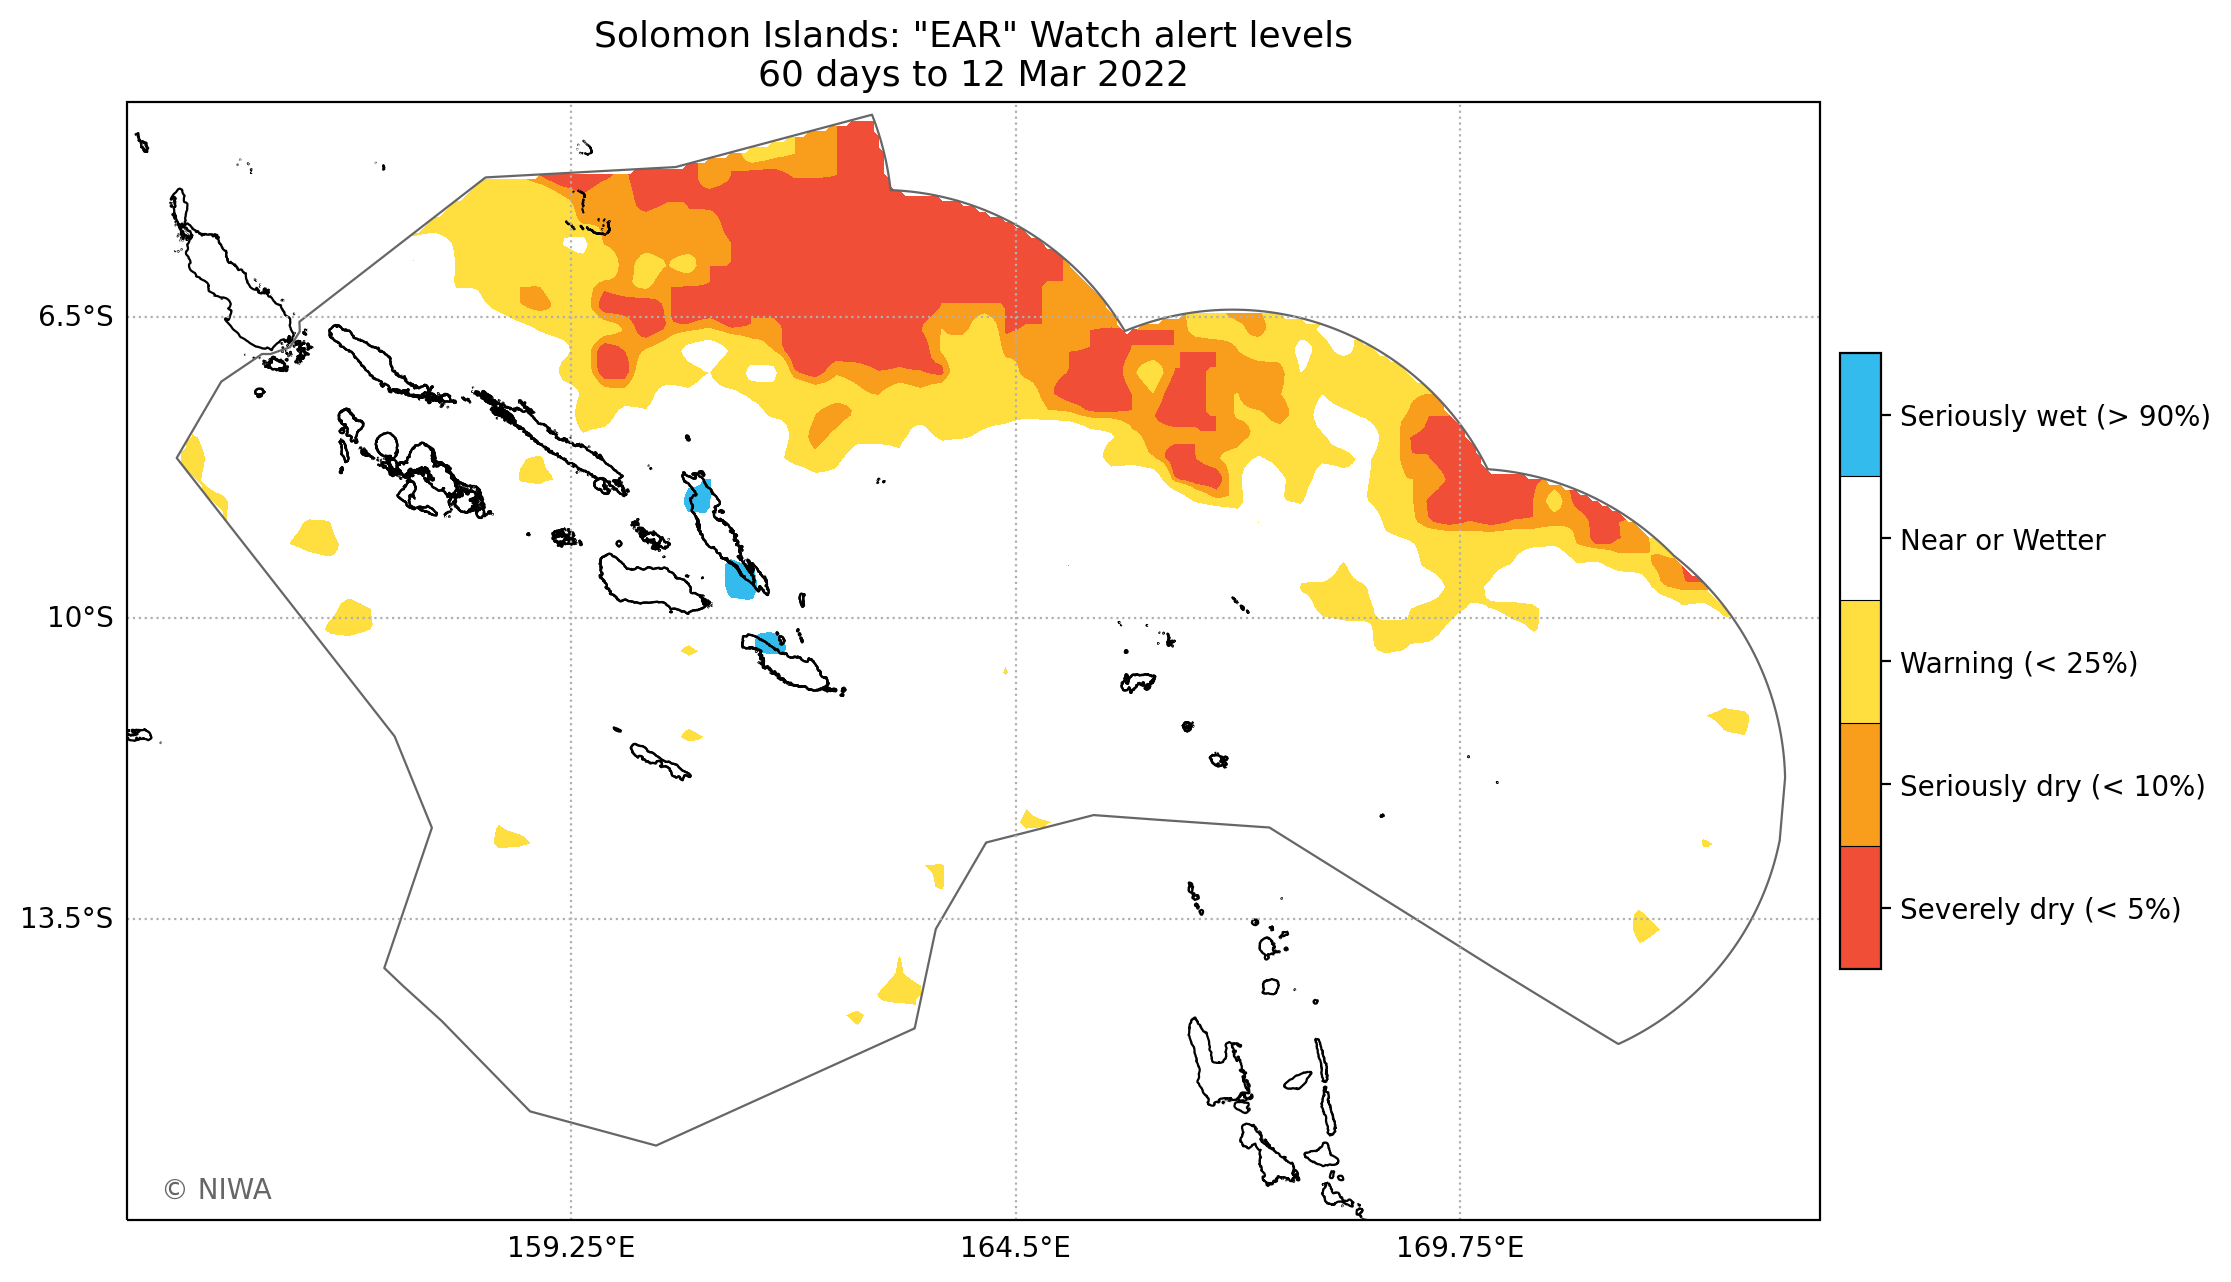 Solomon Islands: "EAR" Watch alert levels
60 days to 12 Mar 2022
6.5°S
10°S
13.5°S
159.25°E
164.5°E
169.75°E
© NIWA
Seriously wet (> 90%)
Near or Wetter
Warning (< 25%)
Seriously dry (< 10%)
Severely dry (< 5%)